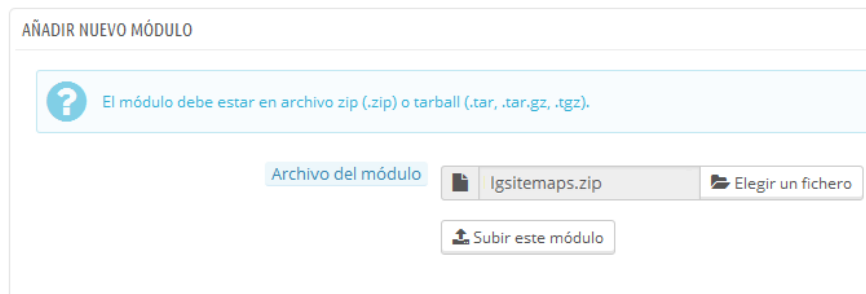 AÑADIR NUEVO MÓDULO
El módulo debe estar en archivo zip (.zip) o tarball (.tar, .tar.gz, .tgz).
Archivo del módulo lgsitemaps.zip Elegir un fichero
Subir este módulo